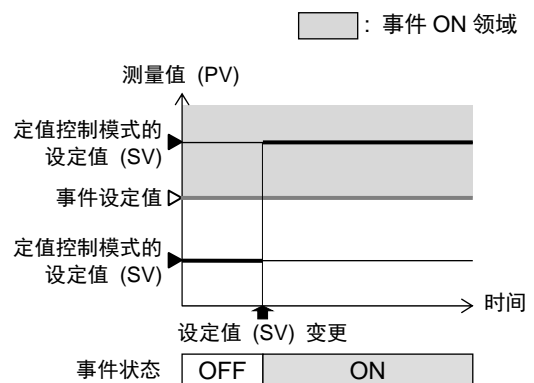 : 事件 ON 领域
测量值 (PV)
定值控制模式的
设定值 (SV)
事件设定值
定值控制模式的
设定值 (SV)
时间
设定值 (SV) 变更
事件状态 OFF ON